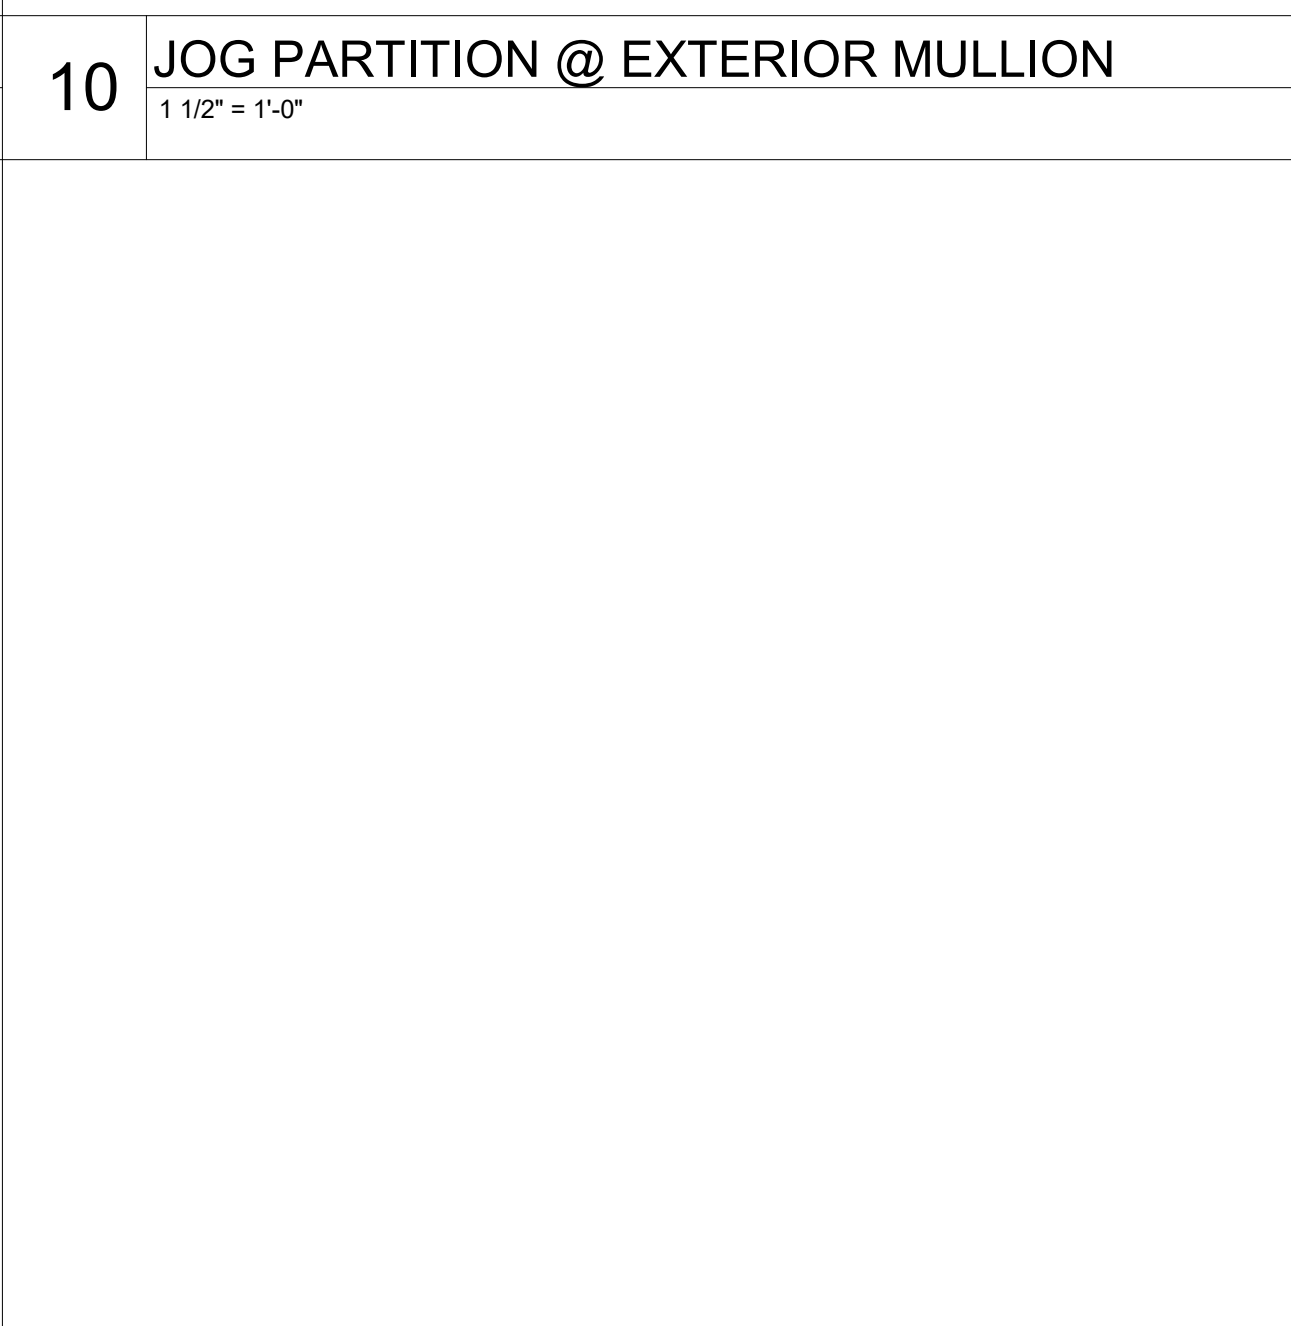 10
JOG PARTITION @ EXTERIOR MULLION
1 1/2" = 1'-0"